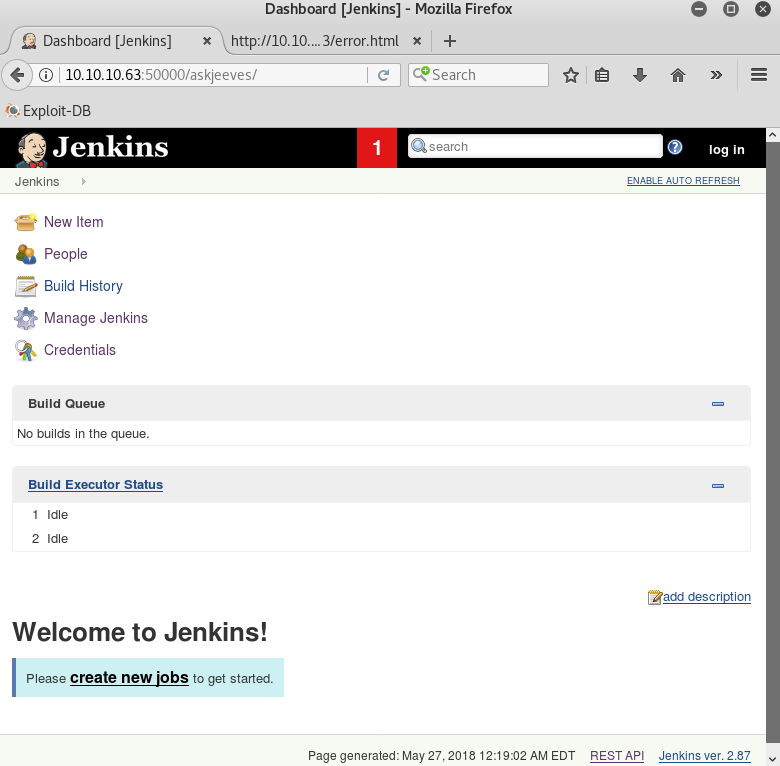 Dashboard [Jenkins] - Mozilla Firefox
Dashboard [Jenkins] × http://10.10....3/error.html × +
10.10.10.63:50000/askjeeves/ Search
Exploit-DB
Jenkins 1 search log in
Jenkins ENABLE AUTO REFRESH
New Item
People
Build History
Manage Jenkins
Credentials
Build Queue
No builds in the queue.
Build Executor Status
1 Idle
2 Idle
add description
Welcome to Jenkins!
Please create new jobs to get started.
Page generated: May 27, 2018 12:19:02 AM EDT REST API Jenkins ver. 2.87